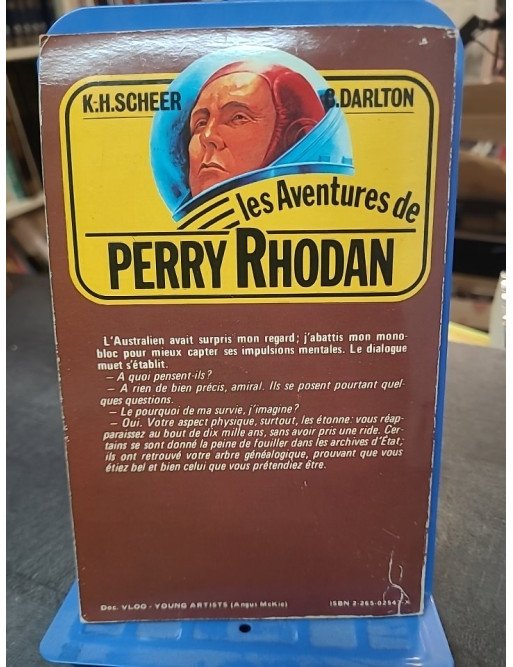 K.-H. SCHEER
C. DARLTON
les Aventures de
PERRY RHODAN
L'Australien avait surpris mon regard; j'abattis mon mono-
bloc pour mieux capter ses impulsions mentales. Le dialogue
muet s'établit.
— A quoi pensent-ils ?
— A rien de bien précis, amiral. Ils se posent pourtant quel-
ques questions.
— Le pourquoi de ma survie, j'imagine ?
— Oui. Votre aspect physique, surtout, les étonne: vous réap-
paraissez au bout de dix mille ans, sans avoir pris une ride. Cer-
tains se sont donné la peine de fouiller dans les archives d'État;
ils ont retrouvé votre arbre généalogique, prouvant que vous
étiez bel et bien celui que vous prétendiez être.
Doc. VLOO - YOUNG ARTISTS (Angus McKie)
ISBN 2-265-02547-X